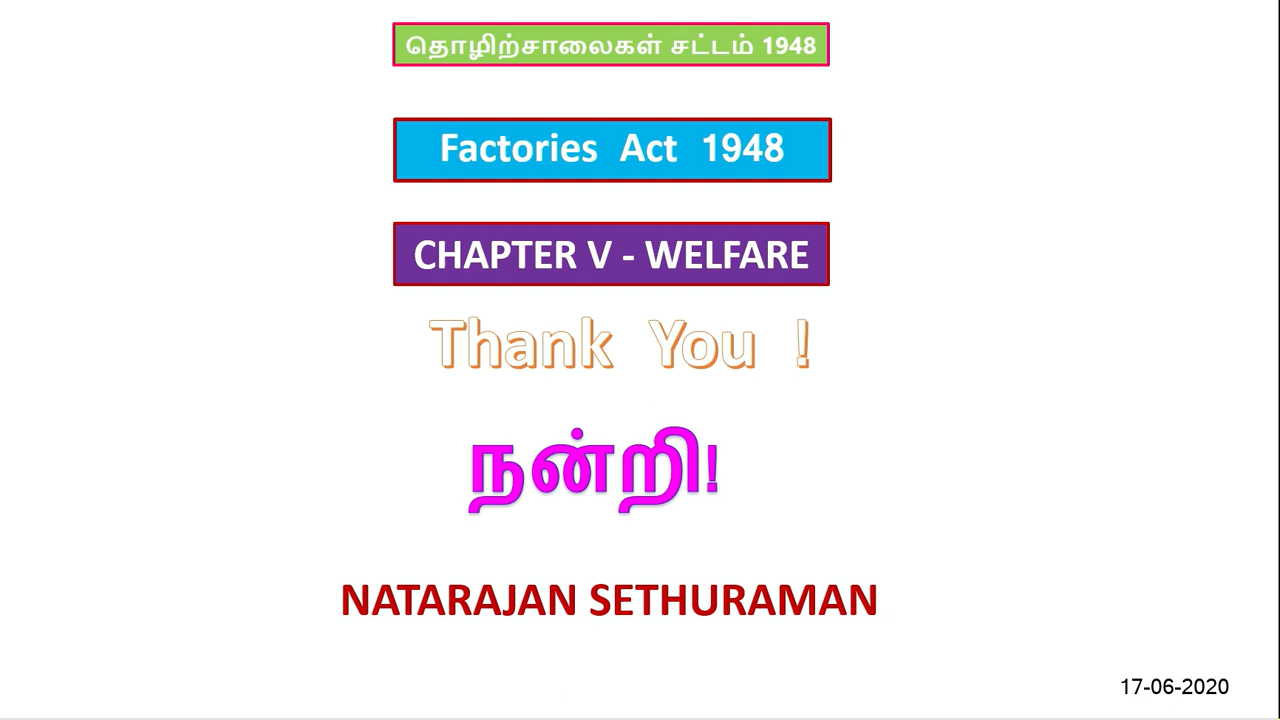 தொழிற்சாலைகள் சட்டம் 1948
Factories Act 1948
CHAPTER V - WELFARE
Thank You !
நன்றி!
NATARAJAN SETHURAMAN
17-06-2020